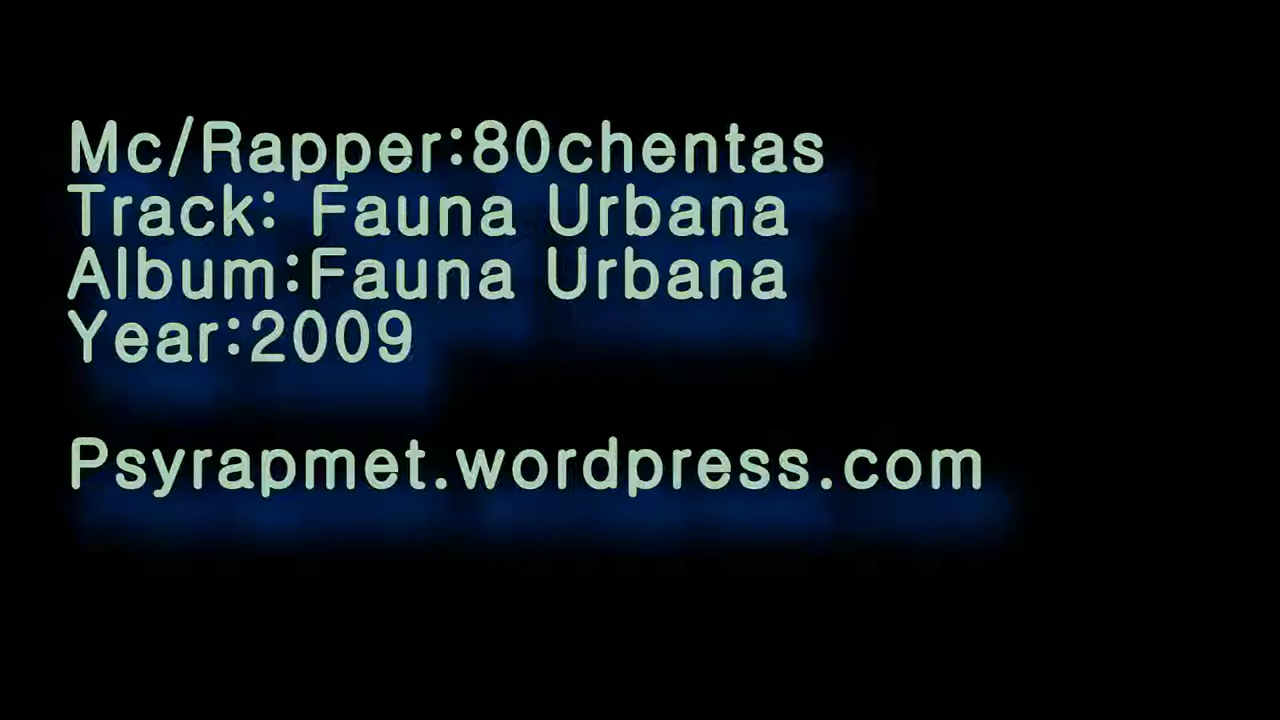 Mc/Rapper:80chentas
Track: Fauna Urbana
Album:Fauna Urbana
Year:2009
Psyrapmet.wordpress.com